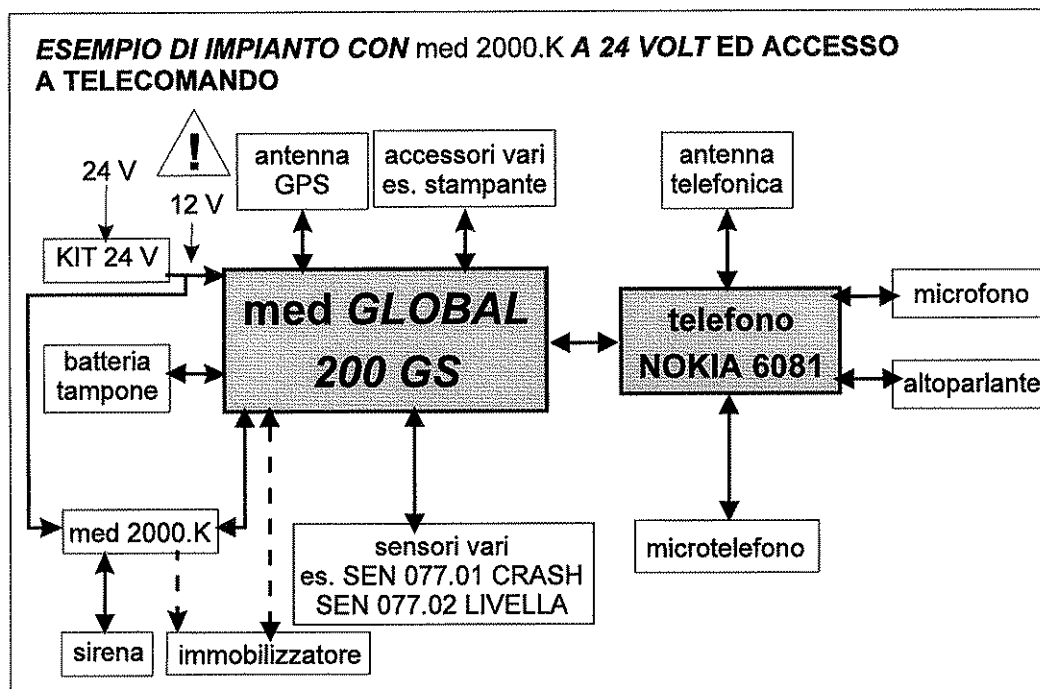 ESEMPIO DI IMPIANTO CON med 2000.K A 24 VOLT ED ACCESSO
A TELECOMANDO
!
24 V
12 V
antenna
GPS
accessori vari
es. stampante
antenna
telefonica
KIT 24 V
med GLOBAL
200 GS
telefono
NOKIA 6081
microfono
batteria
tampone
altoparlante
med 2000.K
sensori vari
es. SEN 077.01 CRASH
SEN 077.02 LIVELLA
microtelefono
sirena
immobilizzatore